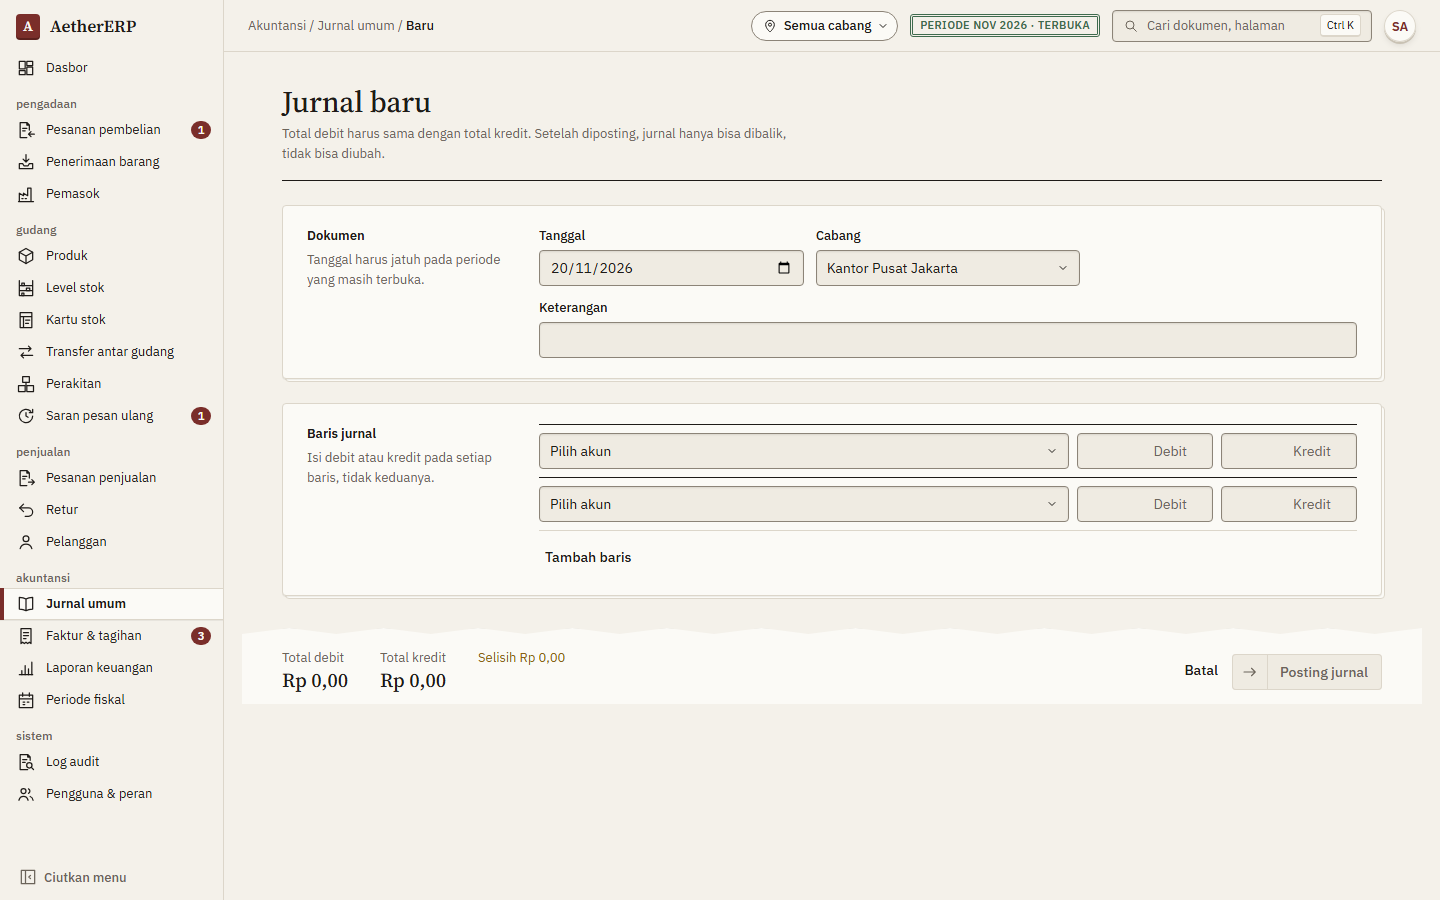 A AetherERP
Dasbor
pengadaan
Pesanan pembelian 1
Penerimaan barang
Pemasok
gudang
Produk
Level stok
Kartu stok
Transfer antar gudang
Perakitan
Saran pesan ulang 1
penjualan
Pesanan penjualan
Retur
Pelanggan
akuntansi
Jurnal umum
Faktur & tagihan 3
Laporan keuangan
Periode fiskal
sistem
Log audit
Pengguna & peran
Ciutkan menu
Akuntansi / Jurnal umum / Baru
Semua cabang
PERIODE NOV 2026 · TERBUKA
Cari dokumen, halaman Ctrl K
SA
Jurnal baru
Total debit harus sama dengan total kredit. Setelah diposting, jurnal hanya bisa dibalik,
tidak bisa diubah.
Dokumen
Tanggal harus jatuh pada periode
yang masih terbuka.
Tanggal
20/11/2026
Cabang
Kantor Pusat Jakarta
Keterangan
Baris jurnal
Isi debit atau kredit pada setiap
baris, tidak keduanya.
Pilih akun Debit Kredit
Pilih akun Debit Kredit
Tambah baris
Total debit
Rp 0,00
Total kredit
Rp 0,00
Selisih Rp 0,00
Batal
Posting jurnal